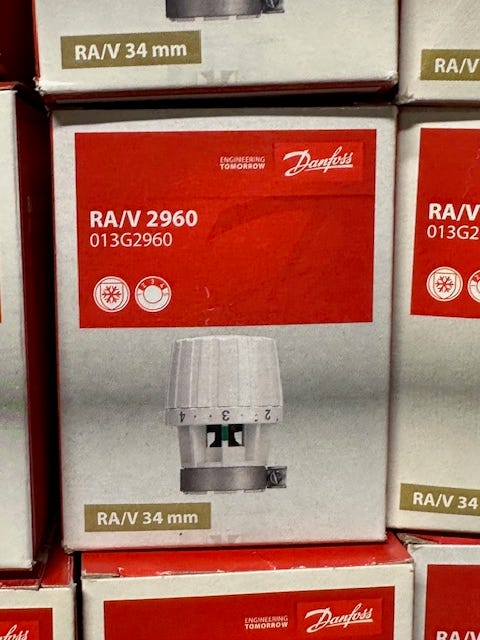 RA/V 34 mm
RA/V
ENGINEERING
TOMORROW
Danfoss
RA/V 2960
013G2960
4 3 2
RA/V 34 mm
RA/V
013G2
RA/V 34
ENGINEERING
TOMORROW
Danfoss
RA/V